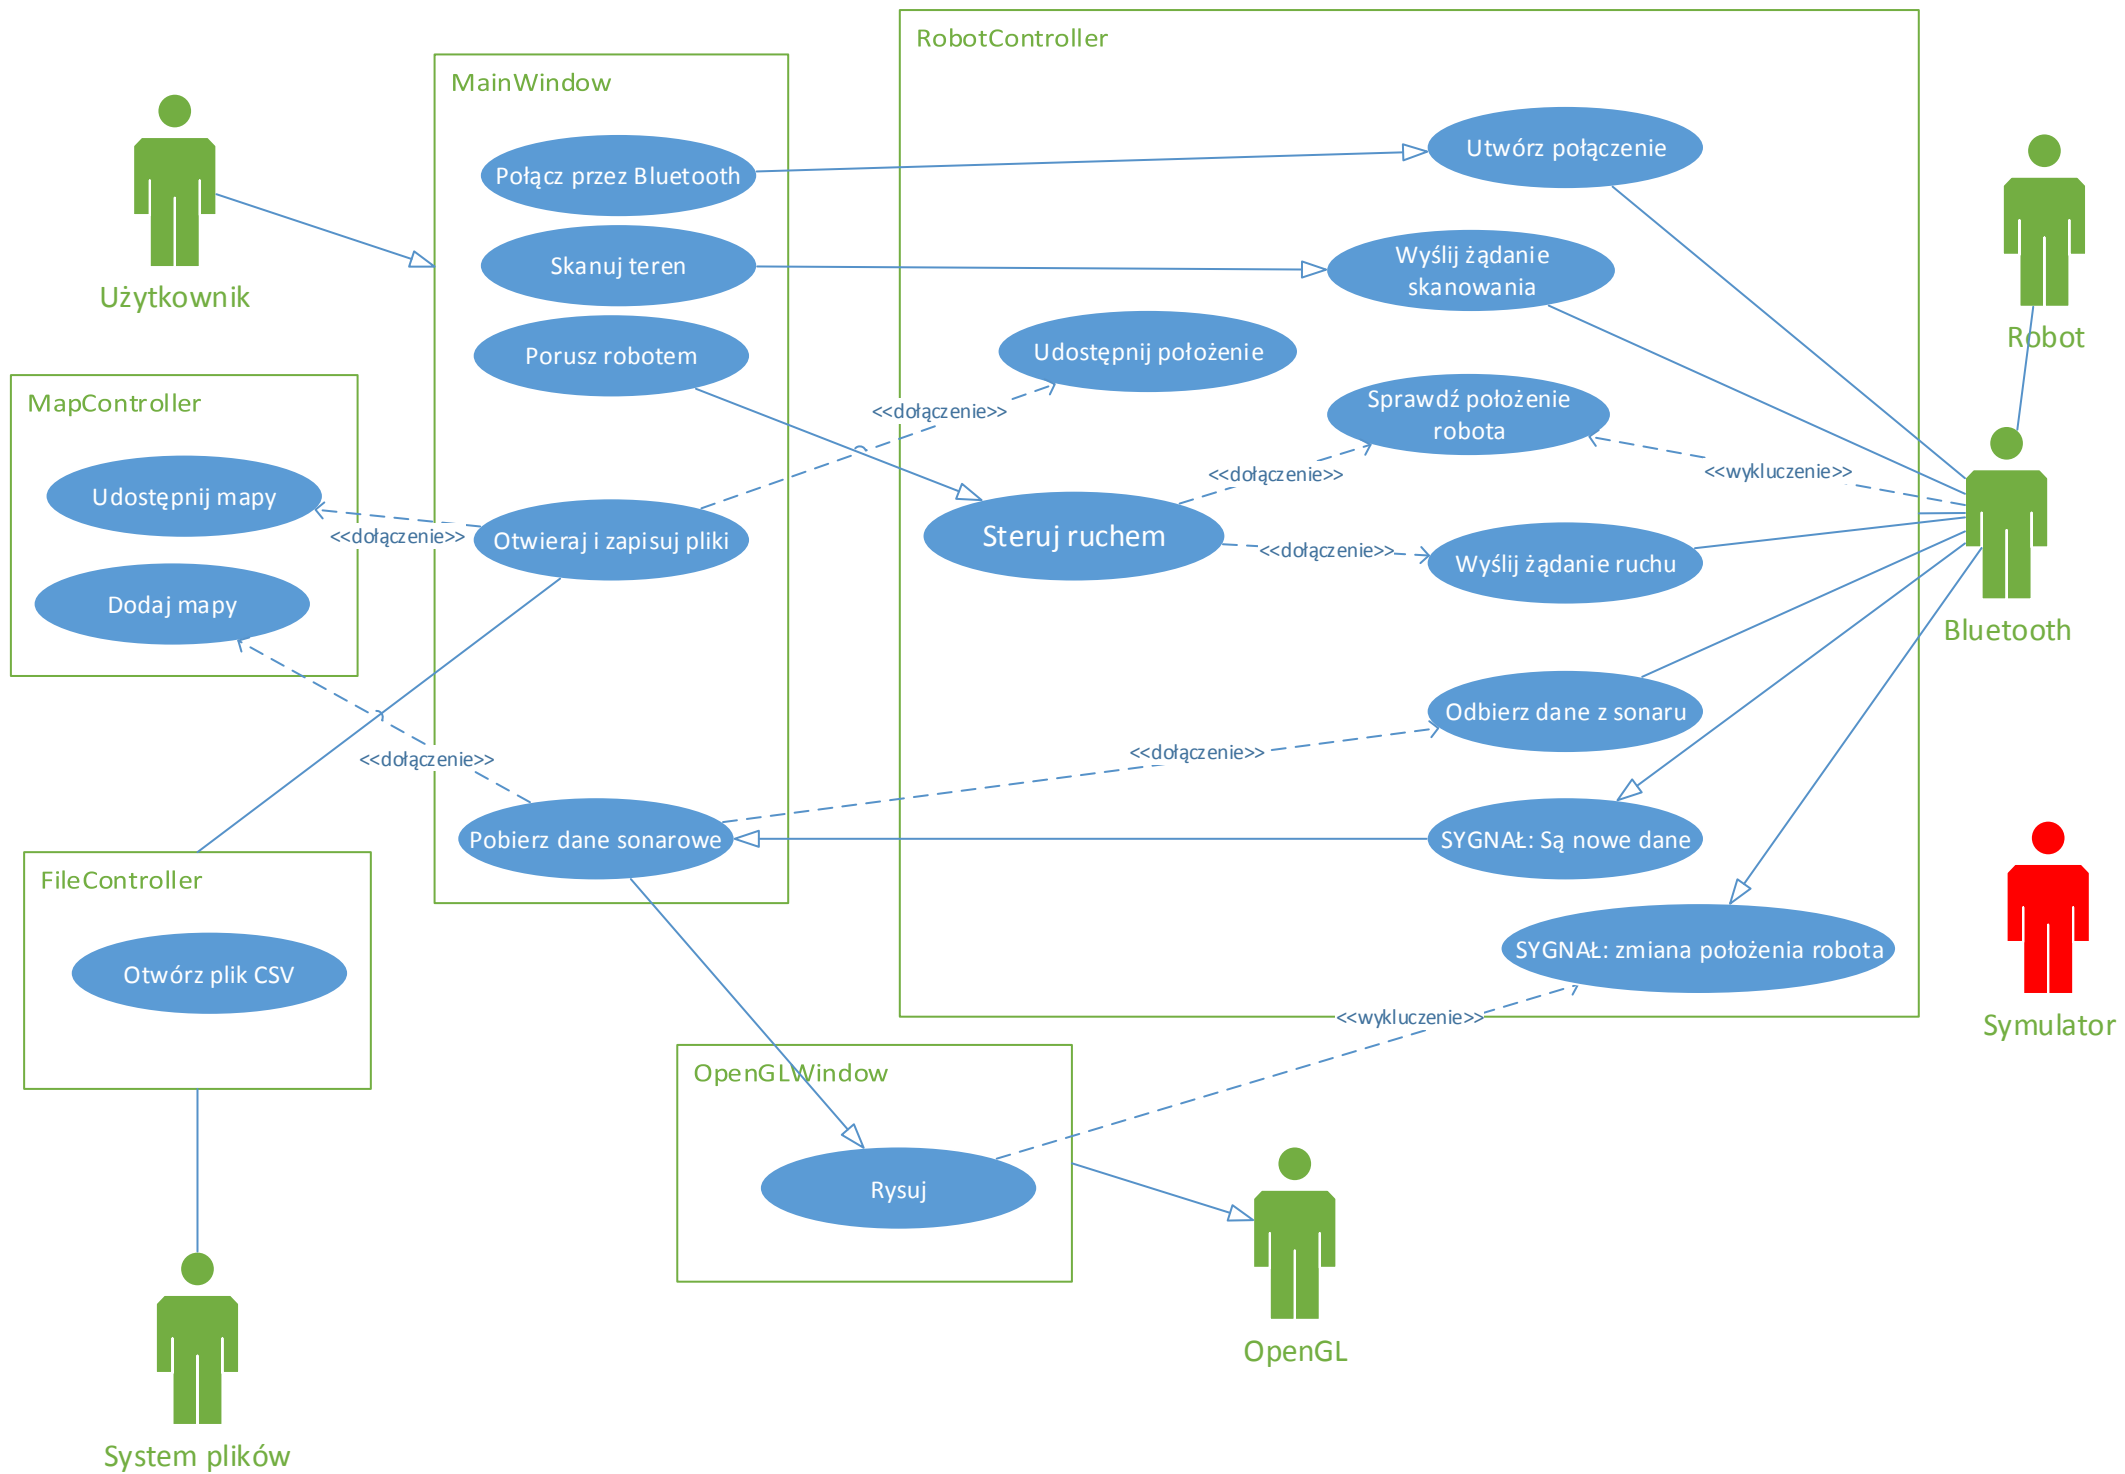 RobotController
MainWindow
Połącz przez Bluetooth
Utwórz połączenie
Skanuj teren
Wyślij żądanie
skanowania
Użytkownik
Porusz robotem
Udostępnij położenie
Robot
MapController
<<dołączenie>>
Sprawdź położenie
robota
<<dołączenie>>
<<wykluczenie>>
Udostępnij mapy
<<dołączenie>>
Otwieraj i zapisuj pliki
Steruj ruchem
<<dołączenie>>
Wyślij żądanie ruchu
Dodaj mapy
Bluetooth
<<dołączenie>>
<<dołączenie>>
Odbierz dane z sonaru
Pobierz dane sonarowe
SYGNAŁ: Są nowe dane
FileController
Otwórz plik CSV
SYGNAŁ: zmiana położenia robota
<<wykluczenie>>
Symulator
OpenGLWindow
Rysuj
OpenGL
System plików